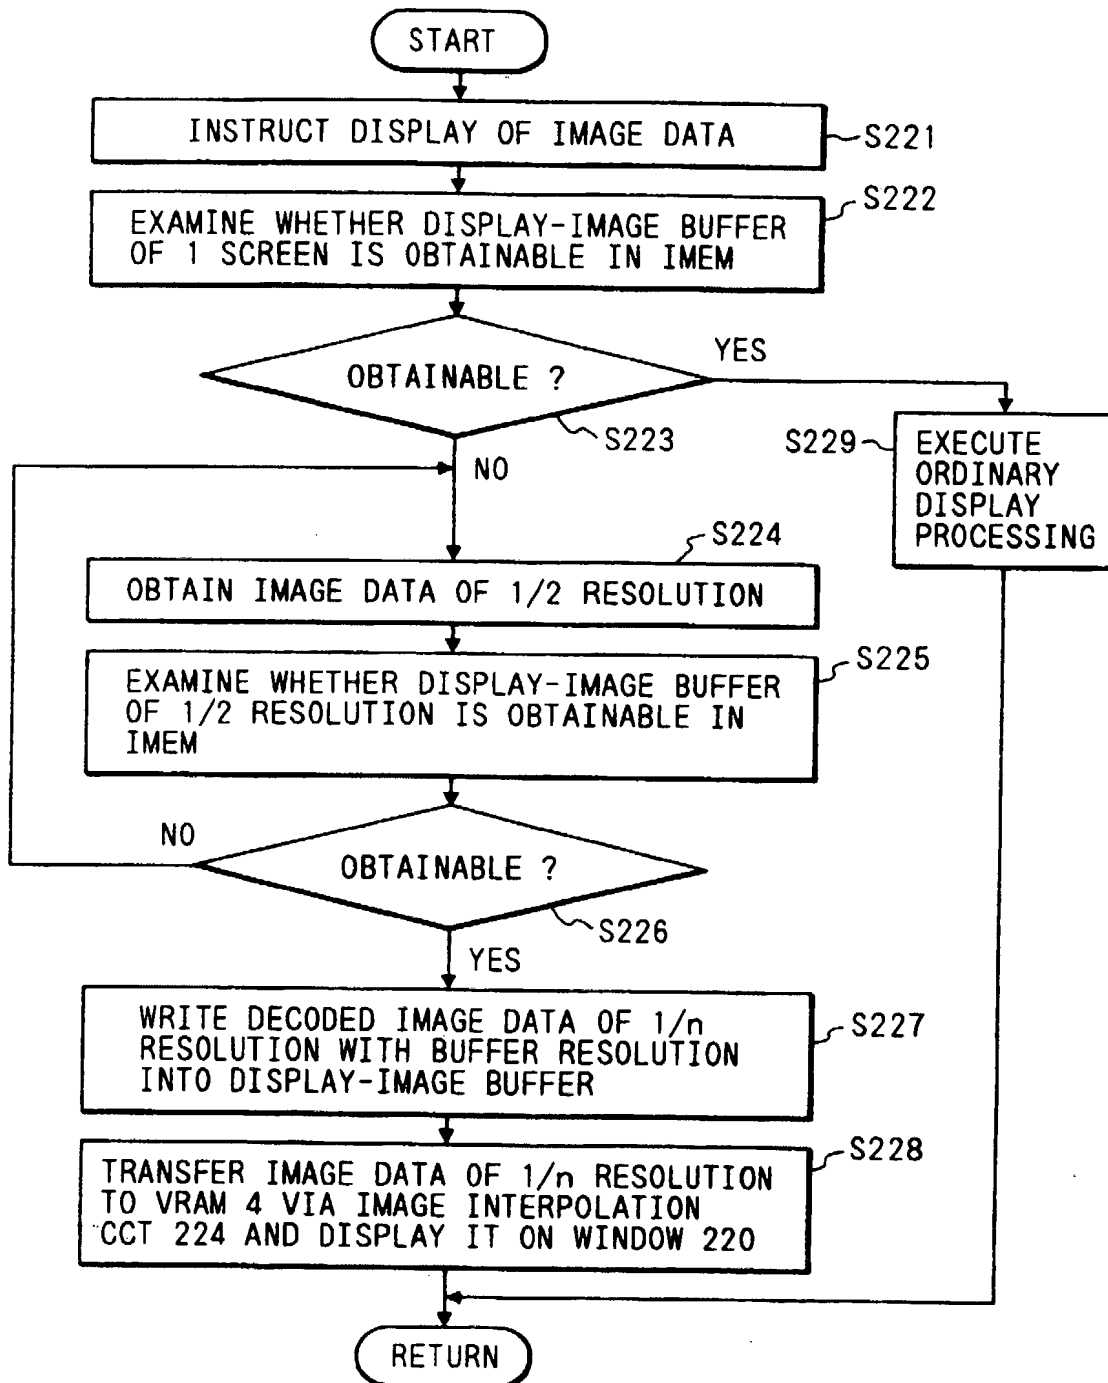 START
INSTRUCT DISPLAY OF IMAGE DATA
S221
S222
EXAMINE WHETHER DISPLAY-IMAGE BUFFER
OF 1 SCREEN IS OBTAINABLE IN IMEM
YES
OBTAINABLE ?
S223
NO
S229
EXECUTE
ORDINARY
DISPLAY
PROCESSING
S224
OBTAIN IMAGE DATA OF 1/2 RESOLUTION
S225
EXAMINE WHETHER DISPLAY-IMAGE BUFFER
OF 1/2 RESOLUTION IS OBTAINABLE IN
IMEM
NO
OBTAINABLE ?
S226
YES
WRITE DECODED IMAGE DATA OF 1/n
RESOLUTION WITH BUFFER RESOLUTION
INTO DISPLAY-IMAGE BUFFER
S227
S228
TRANSFER IMAGE DATA OF 1/n RESOLUTION
TO VRAM 4 VIA IMAGE INTERPOLATION
CCT 224 AND DISPLAY IT ON WINDOW 220
RETURN